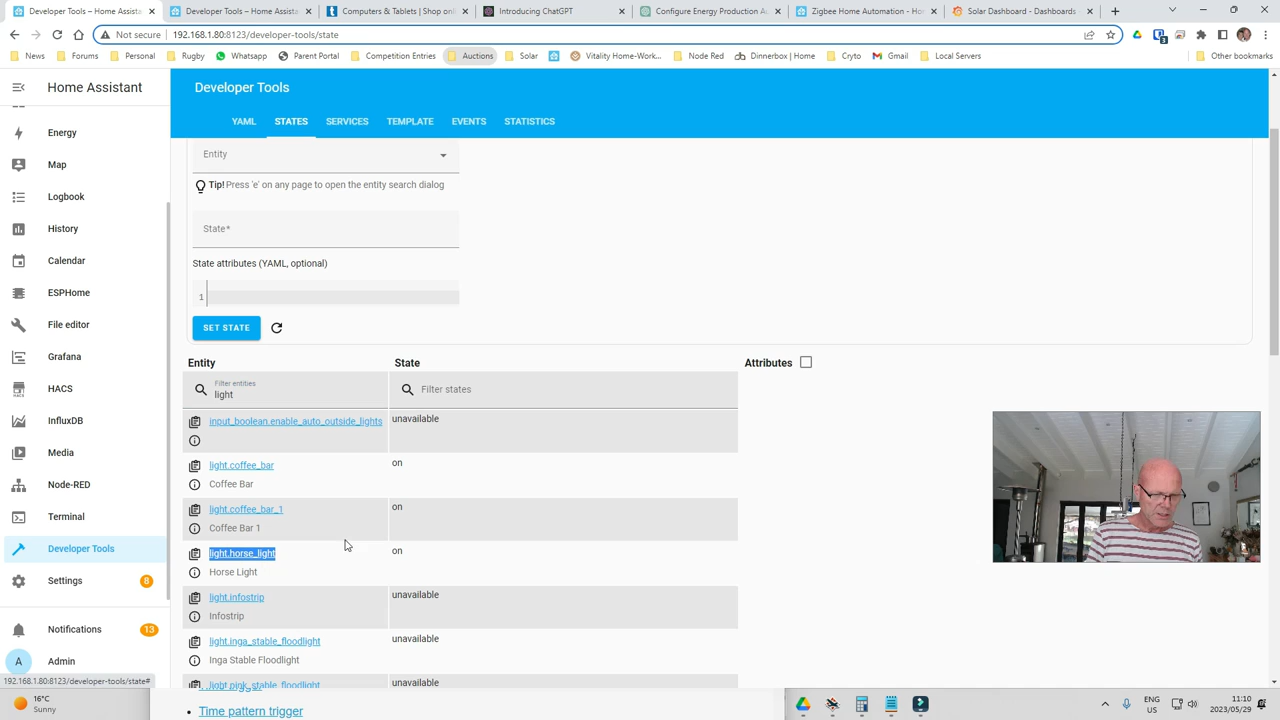 Developer Tools – Home Assistant
Developer Tools – Home Assista
Computers & Tablets | Shop onl
Introducing ChatGPT
Configure Energy Production Au
Zigbee Home Automation - Ho
Solar Dashboard - Dashboards
Not secure
192.168.1.80:8123/developer-tools/state
News
Forums
Personal
Rugby
Whatsapp
Parent Portal
Competition Entries
Auctions
Solar
Vitality Home-Work...
Node Red
Dinnerbox | Home
Cryto
Gmail
Local Servers
Other bookmarks
Home Assistant
Energy
Map
Logbook
History
Calendar
ESPHome
File editor
Grafana
HACS
InfluxDB
Media
Node-RED
Terminal
Developer Tools
Settings
8
Notifications
13
A
Admin
192.168.1.80:8123/developer-tools/state#
Developer Tools
YAML
STATES
SERVICES
TEMPLATE
EVENTS
STATISTICS
Entity
Tip! Press 'e' on any page to open the entity search dialog
State*
State attributes (YAML, optional)
1
SET STATE
Entity
State
Attributes
Filter entities
light
Filter states
input_boolean.enable_auto_outside_lights
unavailable
light.coffee_bar
on
Coffee Bar
light.coffee_bar_1
on
Coffee Bar 1
light.horse_light
on
Horse Light
light.infostrip
unavailable
Infostrip
light.inga_stable_floodlight
unavailable
Inga Stable Floodlight
light.pink_stable_floodlight
unavailable
Time pattern trigger
16°C
Sunny
ENG
US
11:10
2023/05/29